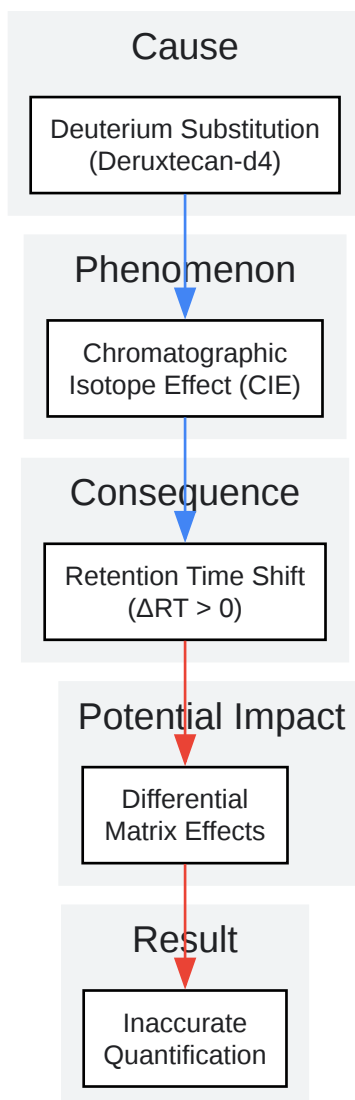 Cause
Deuterium Substitution
(Deruxtecan-d4)
Phenomenon
Chromatographic
Isotope Effect (CIE)
Consequence
Retention Time Shift
(ΔRT > 0)
Potential Impact
Differential
Matrix Effects
Result
Inaccurate
Quantification